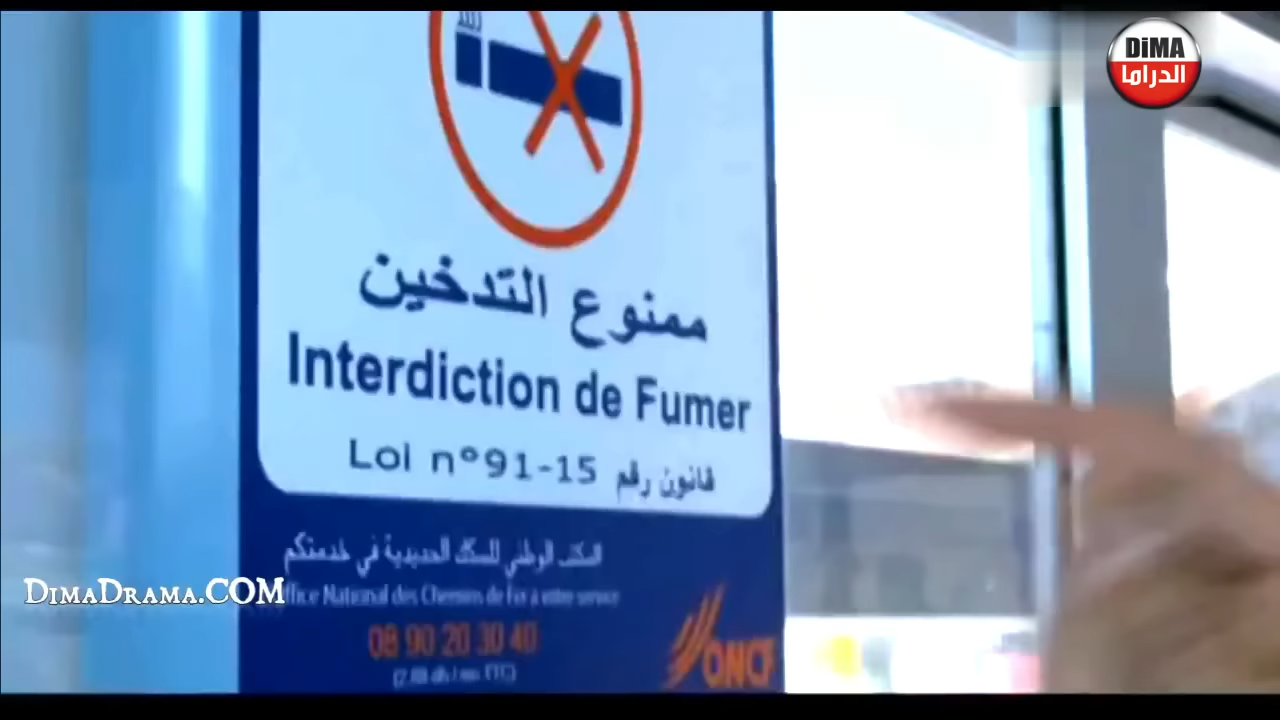 DiMA
الدراما
ممنوع التدخين
Interdiction de Fumer
Loi n°91-15 قانون رقم
المكتب الوطني للسكك الحديدية في خدمتكم
Office National des Chemins de Fer à votre service
08 90 20 30 40
ONCF
DIMADRAMA.COM